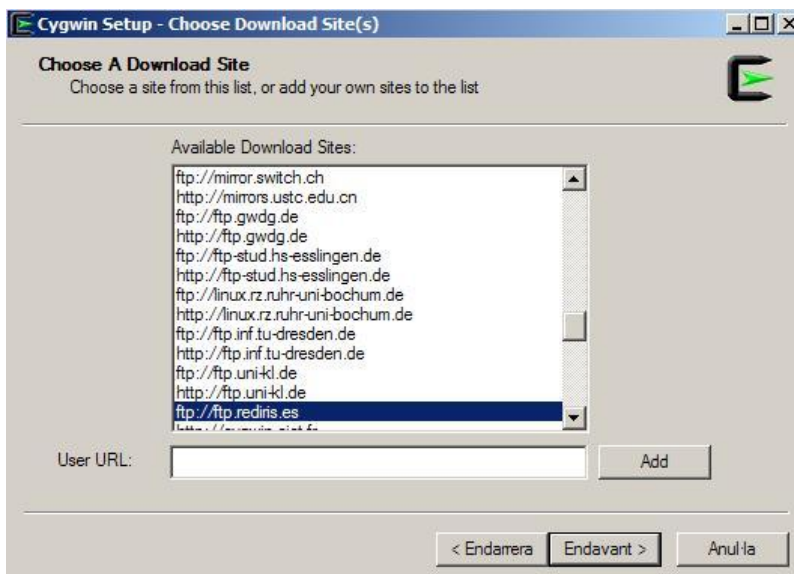 Cygwin Setup - Choose Download Site(s)
Choose A Download Site
Choose a site from this list, or add your own sites to the list
Available Download Sites:
ftp://mirror.switch.ch
http://mirrors.ustc.edu.cn
ftp://ftp.gwdg.de
http://ftp.gwdg.de
ftp://ftp-stud.hs-esslingen.de
http://ftp-stud.hs-esslingen.de
ftp://linux.rz.ruhr-uni-bochum.de
http://linux.rz.ruhr-uni-bochum.de
ftp://ftp.inf.tu-dresden.de
http://ftp.inf.tu-dresden.de
ftp://ftp.uni-kl.de
http://ftp.uni-kl.de
ftp://ftp.rediris.es
User URL:
Add
< Endarrera
Endavant >
Anul·la